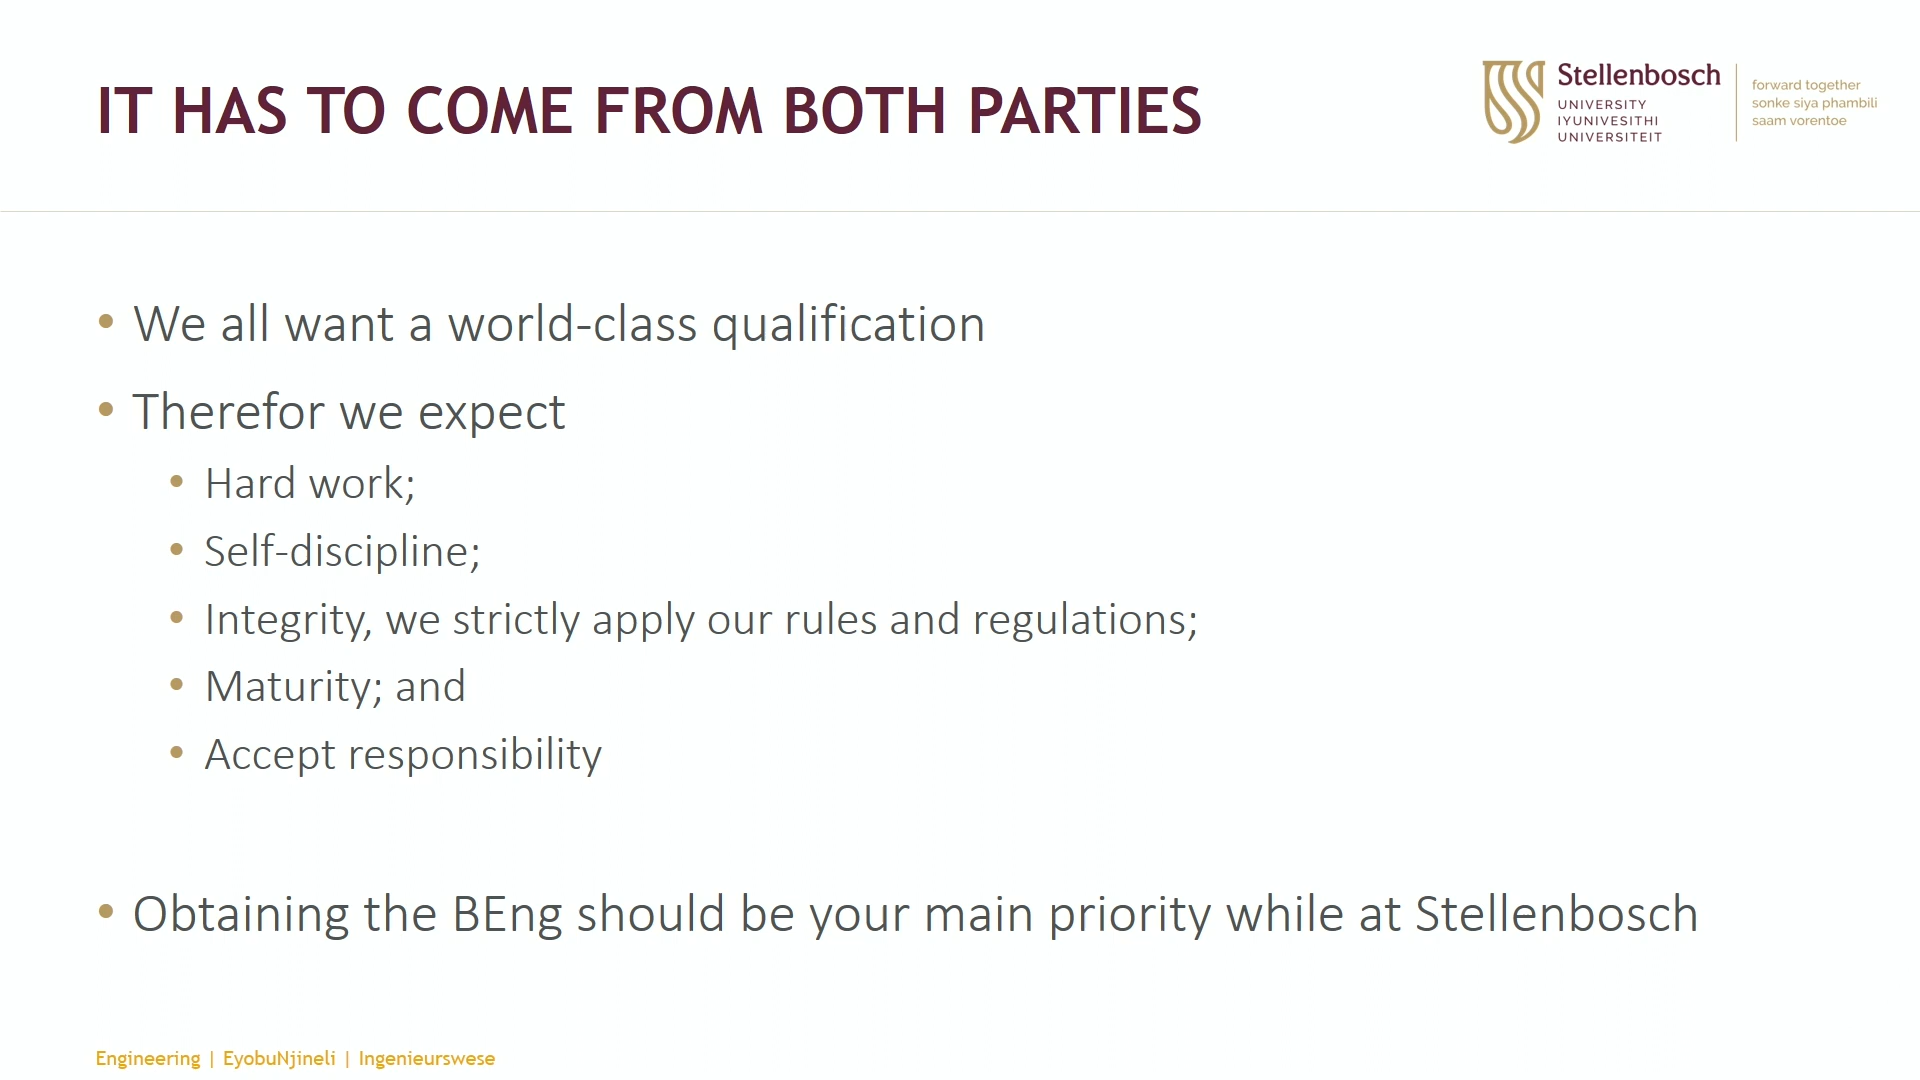 IT HAS TO COME FROM BOTH PARTIES
Stellenbosch
UNIVERSITY
IYUNIVESITHI
UNIVERSITEIT
forward together
sonke siya phambili
saam vorentoe
• We all want a world-class qualification
• Therefor we expect
• Hard work;
• Self-discipline;
• Integrity, we strictly apply our rules and regulations;
• Maturity; and
• Accept responsibility
• Obtaining the BEng should be your main priority while at Stellenbosch
Engineering | EyobuNjineli | Ingenieurswese